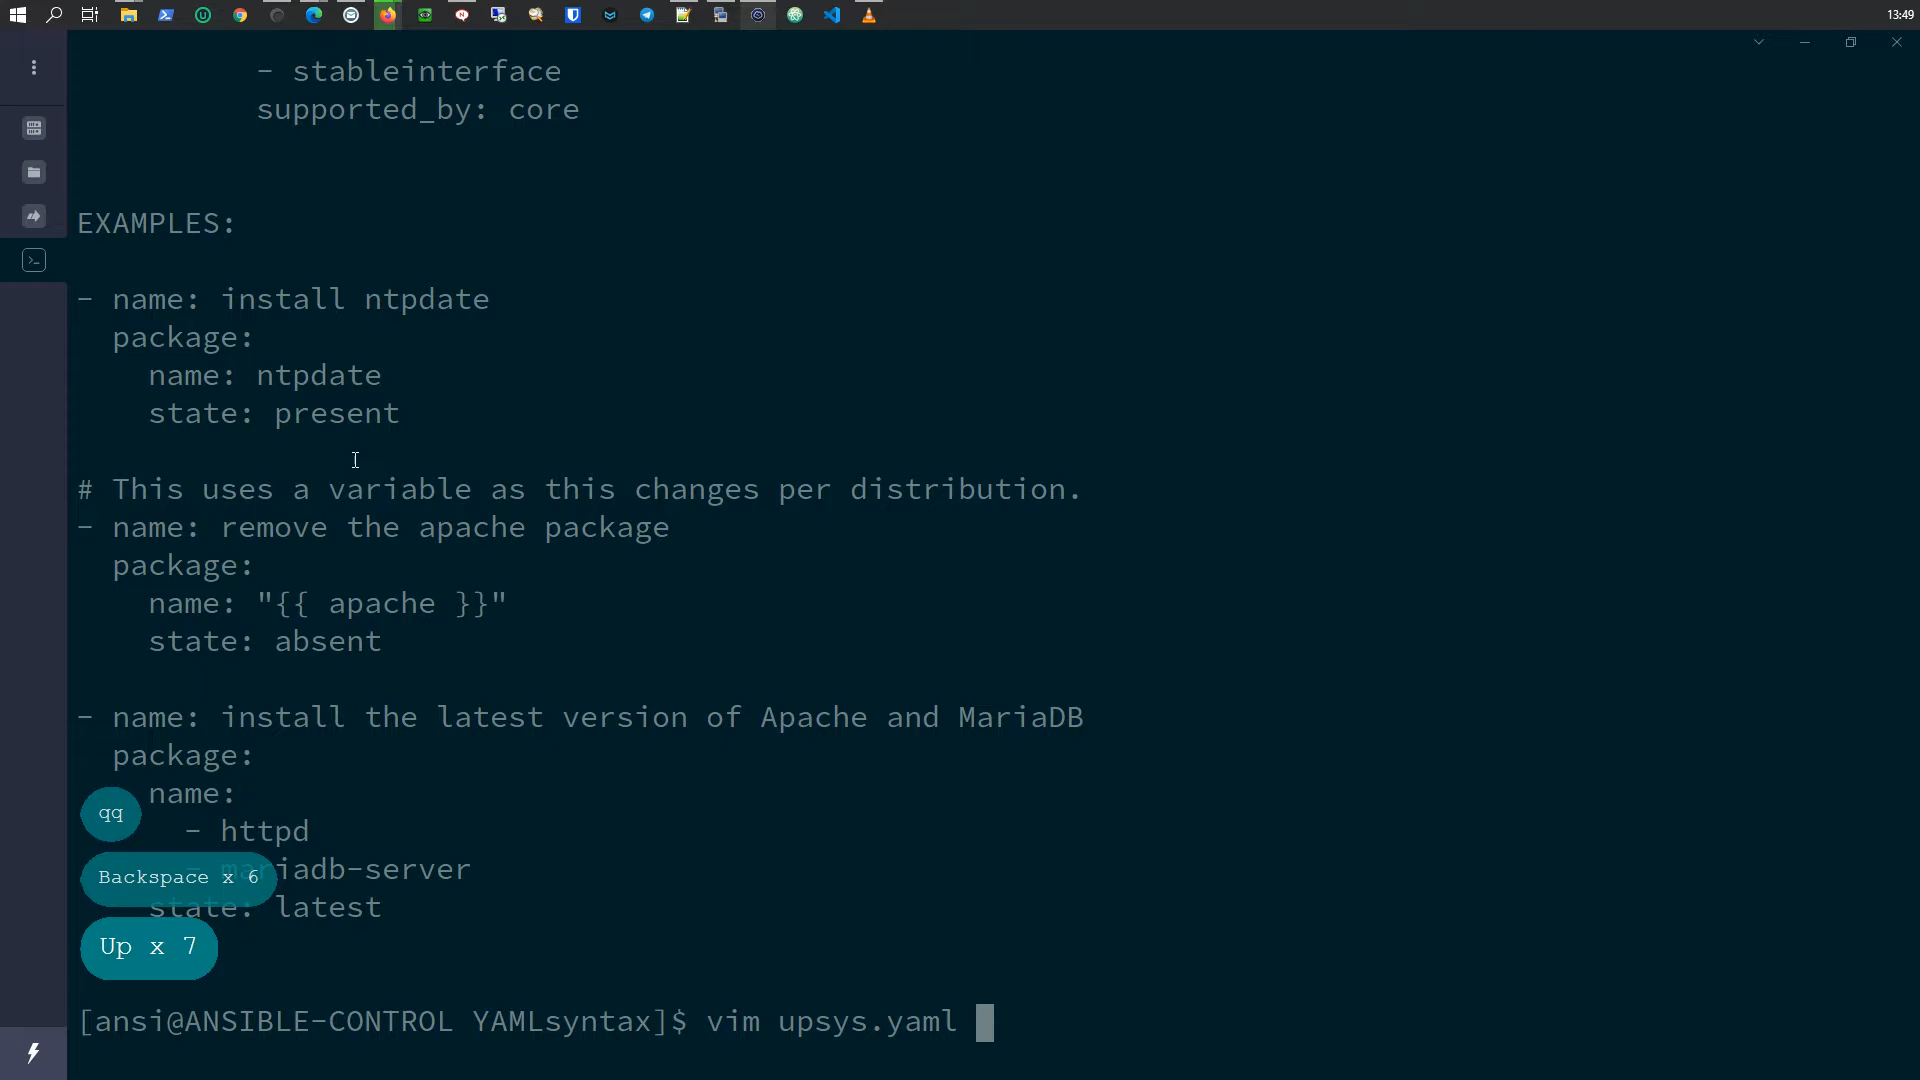 13:49
- stableinterface
supported_by: core
EXAMPLES:
- name: install ntpdate
package:
name: ntpdate
state: present
# This uses a variable as this changes per distribution.
- name: remove the apache package
package:
name: "{{ apache }}"
state: absent
- name: install the latest version of Apache and MariaDB
package:
name:
qq
- httpd
- mariadb-server
Backspace x 6
state: latest
Up x 7
[ansi@ANSIBLE-CONTROL YAMLsyntax]$ vim upsys.yaml